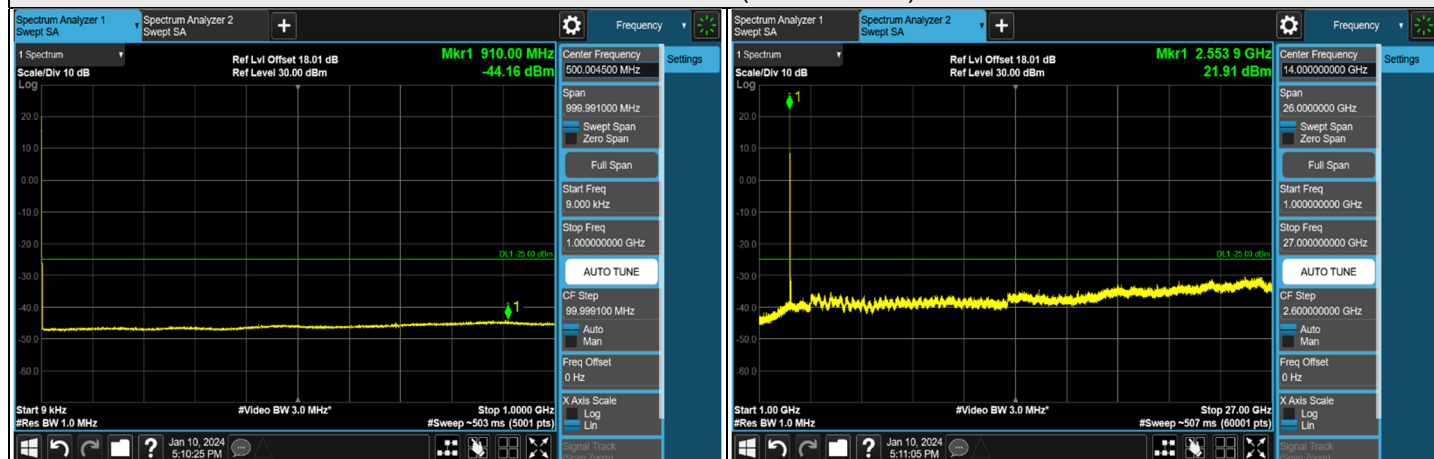 Spectrum Analyzer 1
Swept SA
Spectrum Analyzer 2
Swept SA
+
Frequency
1 Spectrum
Scale/Div 10 dB
Log
Ref Lvl Offset 18.01 dB
Ref Level 30.00 dBm
Mkr1 910.00 MHz
-44.16 dBm
20.0
10.0
0.00
-10.0
-20.0
-30.0
-40.0
-50.0
-60.0
DL1 -25.00 dBm
1
Start 9 kHz
#Res BW 1.0 MHz
#Video BW 3.0 MHz*
Stop 1.0000 GHz
#Sweep ~503 ms (5001 pts)
Center Frequency
500.004500 MHz
Settings
Span
999.991000 MHz
Swept Span
Zero Span
Full Span
Start Freq
9.000 kHz
Stop Freq
1.000000000 GHz
AUTO TUNE
CF Step
99.999100 MHz
Auto
Man
Freq Offset
0 Hz
X Axis Scale
Log
Lin
Signal Track
(Span Zoom)
?
Jan 10, 2024
5:10:25 PM
Spectrum Analyzer 1
Swept SA
Spectrum Analyzer 2
Swept SA
+
Frequency
1 Spectrum
Scale/Div 10 dB
Log
Ref Lvl Offset 18.01 dB
Ref Level 30.00 dBm
Mkr1 2.553 9 GHz
21.91 dBm
20.0
10.0
0.00
-10.0
-20.0
-30.0
-40.0
-50.0
-60.0
DL1 -25.00 dBm
1
Start 1.00 GHz
#Res BW 1.0 MHz
#Video BW 3.0 MHz*
Stop 27.00 GHz
#Sweep ~507 ms (60001 pts)
Center Frequency
14.000000000 GHz
Settings
Span
26.0000000 GHz
Swept Span
Zero Span
Full Span
Start Freq
1.000000000 GHz
Stop Freq
27.000000000 GHz
AUTO TUNE
CF Step
2.600000000 GHz
Auto
Man
Freq Offset
0 Hz
X Axis Scale
Log
Lin
Signal Track
(Span Zoom)
?
Jan 10, 2024
5:11:05 PM